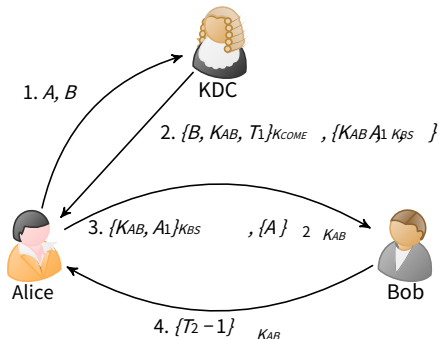 KDC
1. A, B
2. {B, KAB, T1}KCOME , {KAB A,1 KBS }
3. {KAB, A1}KBS , {A } 2 KAB
Alice
Bob
4. {T2 − 1} KAB